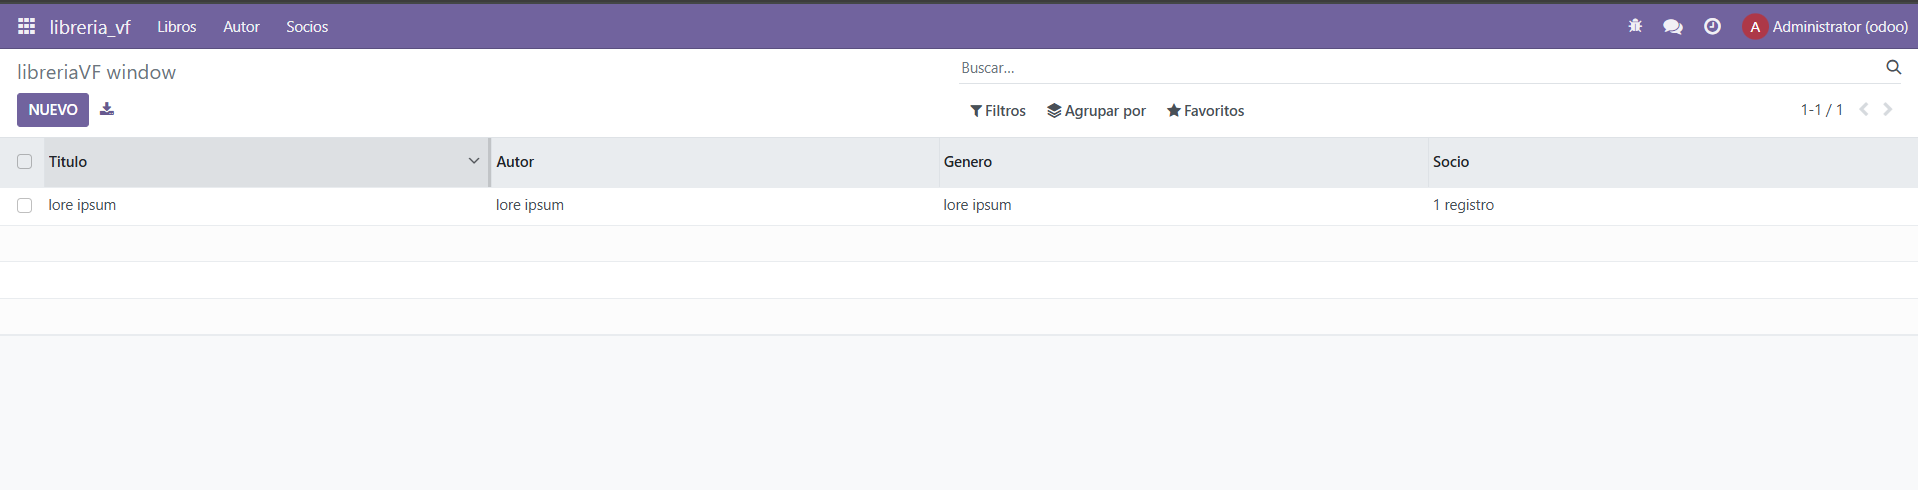 libreria_vf Libros Autor Socios A Administrator (odoo)
libreriaVF window Buscar...
NUEVO Filtros Agrupar por Favoritos 1-1 / 1
Titulo Autor Genero Socio
lore ipsum lore ipsum lore ipsum 1 registro